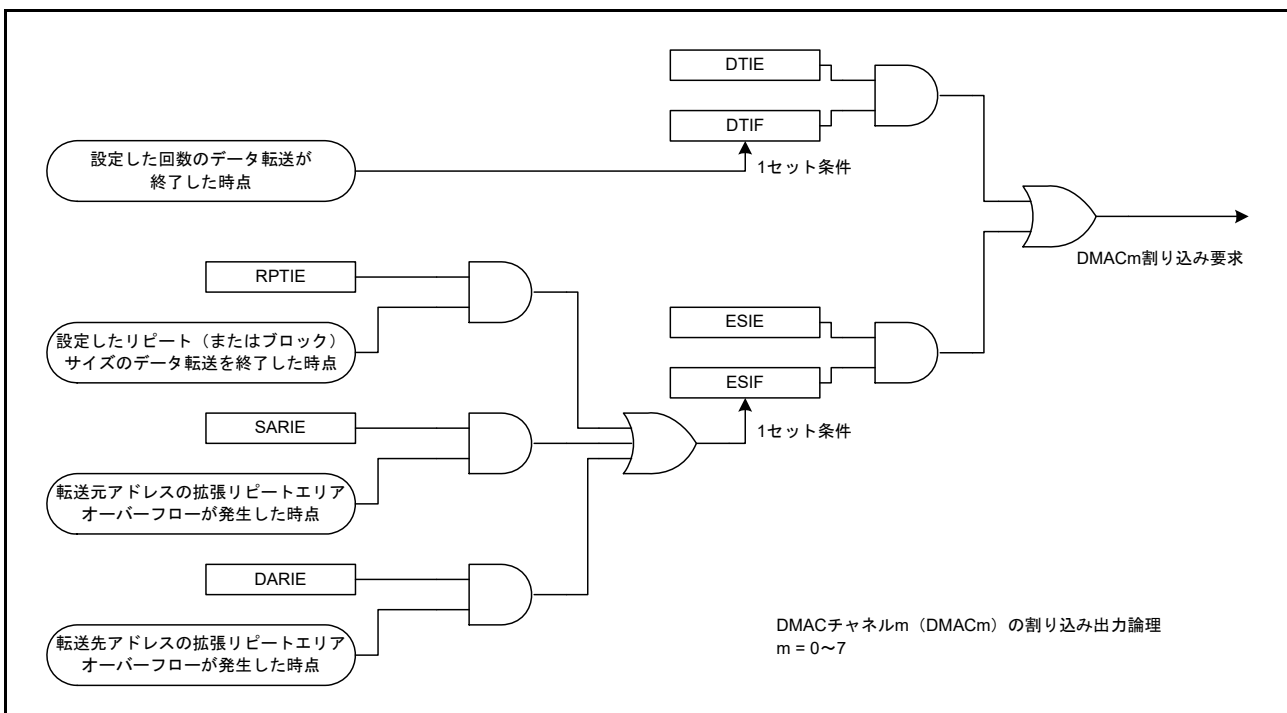 DTIE
DTIF
設定した回数のデータ転送が
終了した時点
1セット条件
DMACm割り込み要求
RPTIE
設定したリピート（またはブロック）
サイズのデータ転送を終了した時点
ESIE
ESIF
1セット条件
SARIE
転送元アドレスの拡張リピートエリア
オーバーフローが発生した時点
DARIE
転送先アドレスの拡張リピートエリア
オーバーフローが発生した時点
DMACチャネルm（DMACm）の割り込み出力論理
m = 0～7